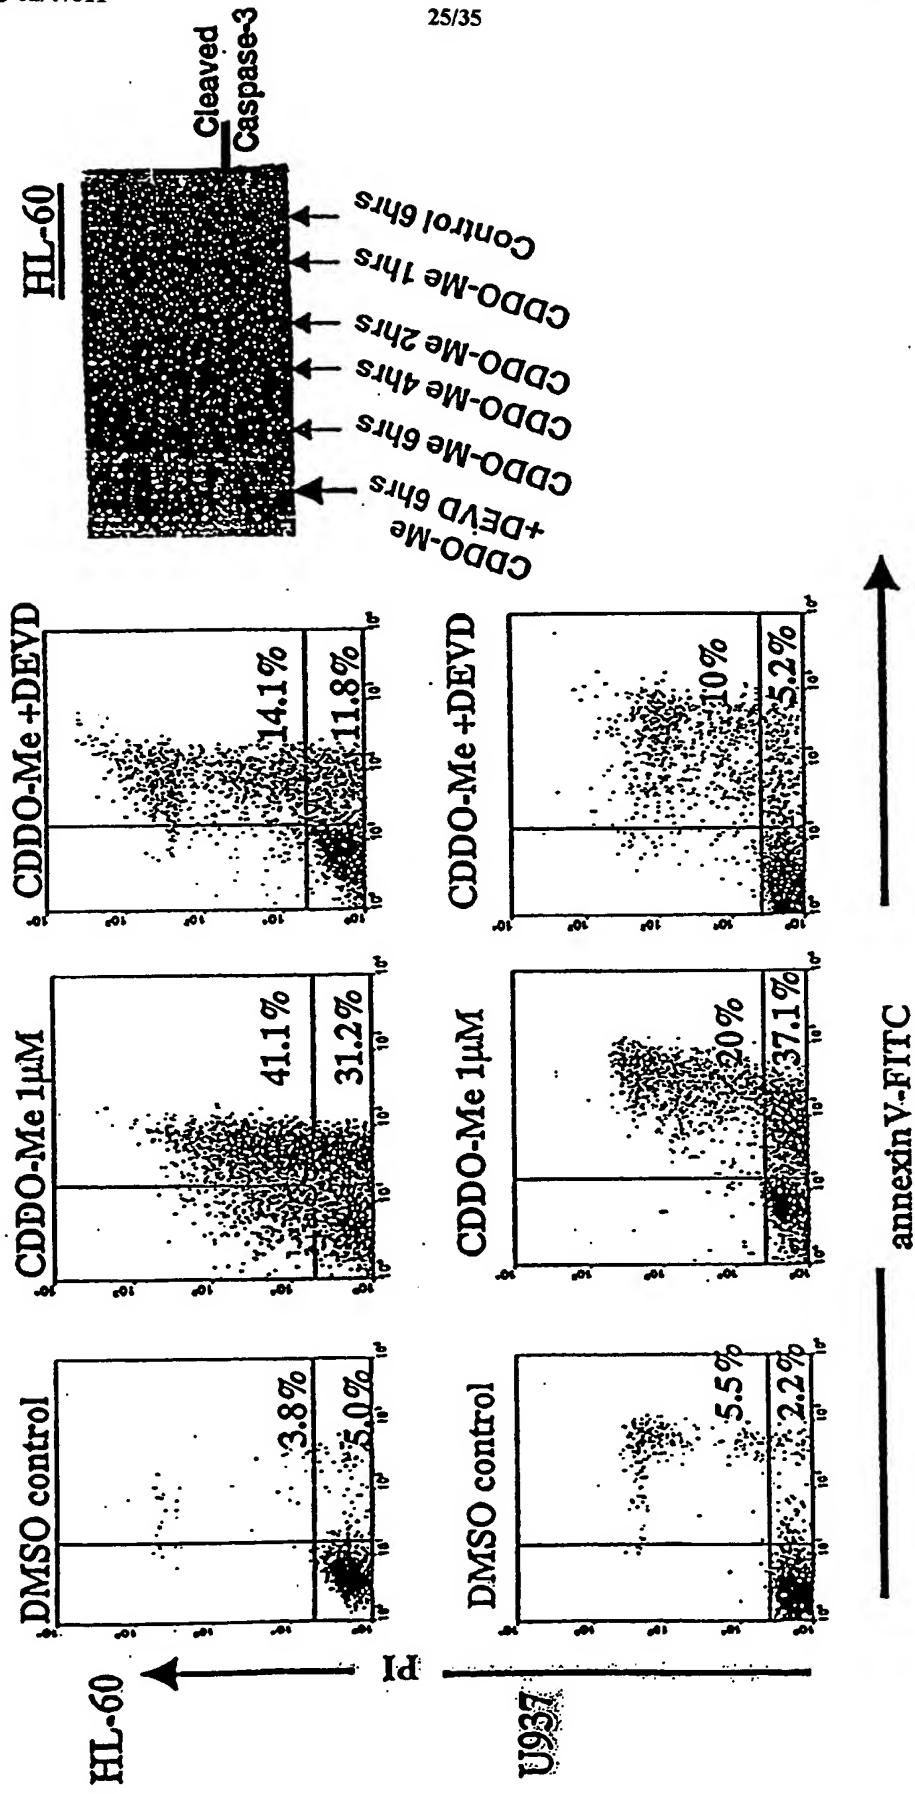 25/35
HL-60
PI
DMSO control
3.8%
5.0%
CDDO-Me 1µM
41.1%
31.2%
CDDO-Me +DEVD
14.1%
11.8%
HL-60
Cleaved
Caspase-3
CDDO-Me
+DEVD 6hrs
CDDO-Me 6hrs
CDDO-Me 4hrs
CDDO-Me 2hrs
CDDO-Me 1hrs
Control 6hrs
U937
DMSO control
5.5%
2.2%
CDDO-Me 1µM
20%
37.1%
CDDO-Me +DEVD
10%
5.2%
annexin V-FITC